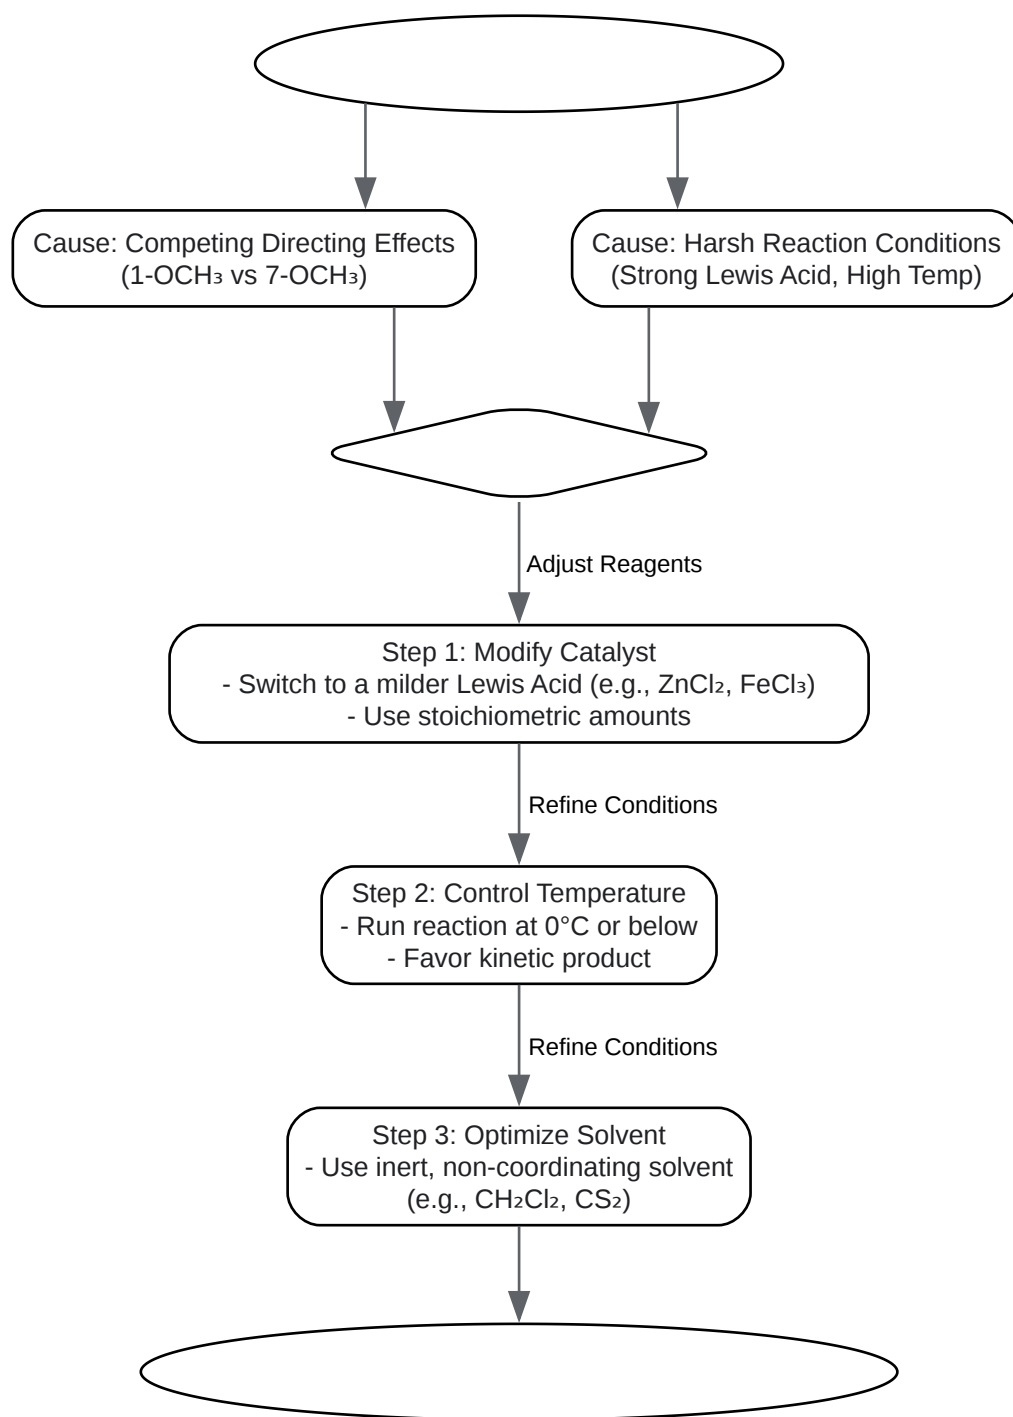 Cause: Competing Directing Effects
(1-OCH₃ vs 7-OCH₃)
Cause: Harsh Reaction Conditions
(Strong Lewis Acid, High Temp)
Adjust Reagents
Step 1: Modify Catalyst
- Switch to a milder Lewis Acid (e.g., ZnCl₂, FeCl₃)
- Use stoichiometric amounts
Refine Conditions
Step 2: Control Temperature
- Run reaction at 0°C or below
- Favor kinetic product
Refine Conditions
Step 3: Optimize Solvent
- Use inert, non-coordinating solvent
(e.g., CH₂Cl₂, CS₂)